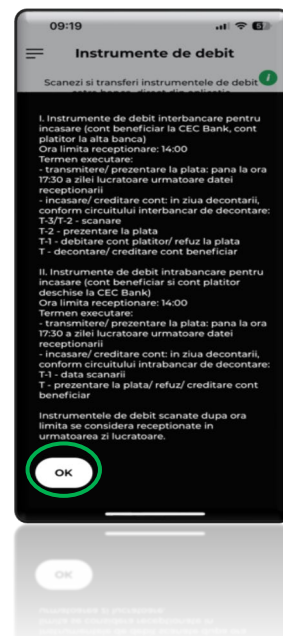 09:19
Instrumente de debit
Scanezi si transferi instrumentele de debit
catre banca, direct din aplicatie
I. Instrumente de debit interbancare pentru
incasare (cont beneficiar la CEC Bank, cont
platitor la alta banca)
Ora limita receptionare: 14:00
Termen executare:
- transmitere/ prezentare la plata: pana la ora
17:30 a zilei lucratoare urmatoare datei
receptionarii
- incasare/ creditare cont: in ziua decontarii,
conform circuitului interbancar de decontare:
T-3/T-2 - scanare
T-2 - prezentare la plata
T-1 - debitare cont platitor/ refuz la plata
T - decontare/ creditare cont beneficiar
II. Instrumente de debit intrabancare pentru
incasare (cont beneficiar si cont platitor
deschise la CEC Bank)
Ora limita receptionare: 14:00
Termen executare:
- transmitere/ prezentare la plata: pana la ora
17:30 a zilei lucratoare urmatoare datei
receptionarii
- incasare/ creditare cont: in ziua decontarii,
conform circuitului intrabancar de decontare:
T-1 - data scanarii
T - prezentare la plata/ refuz/ creditare cont
beneficiar
Instrumentele de debit scanate dupa ora
limita se considera receptionate in
urmatoarea zi lucratoare.
OK